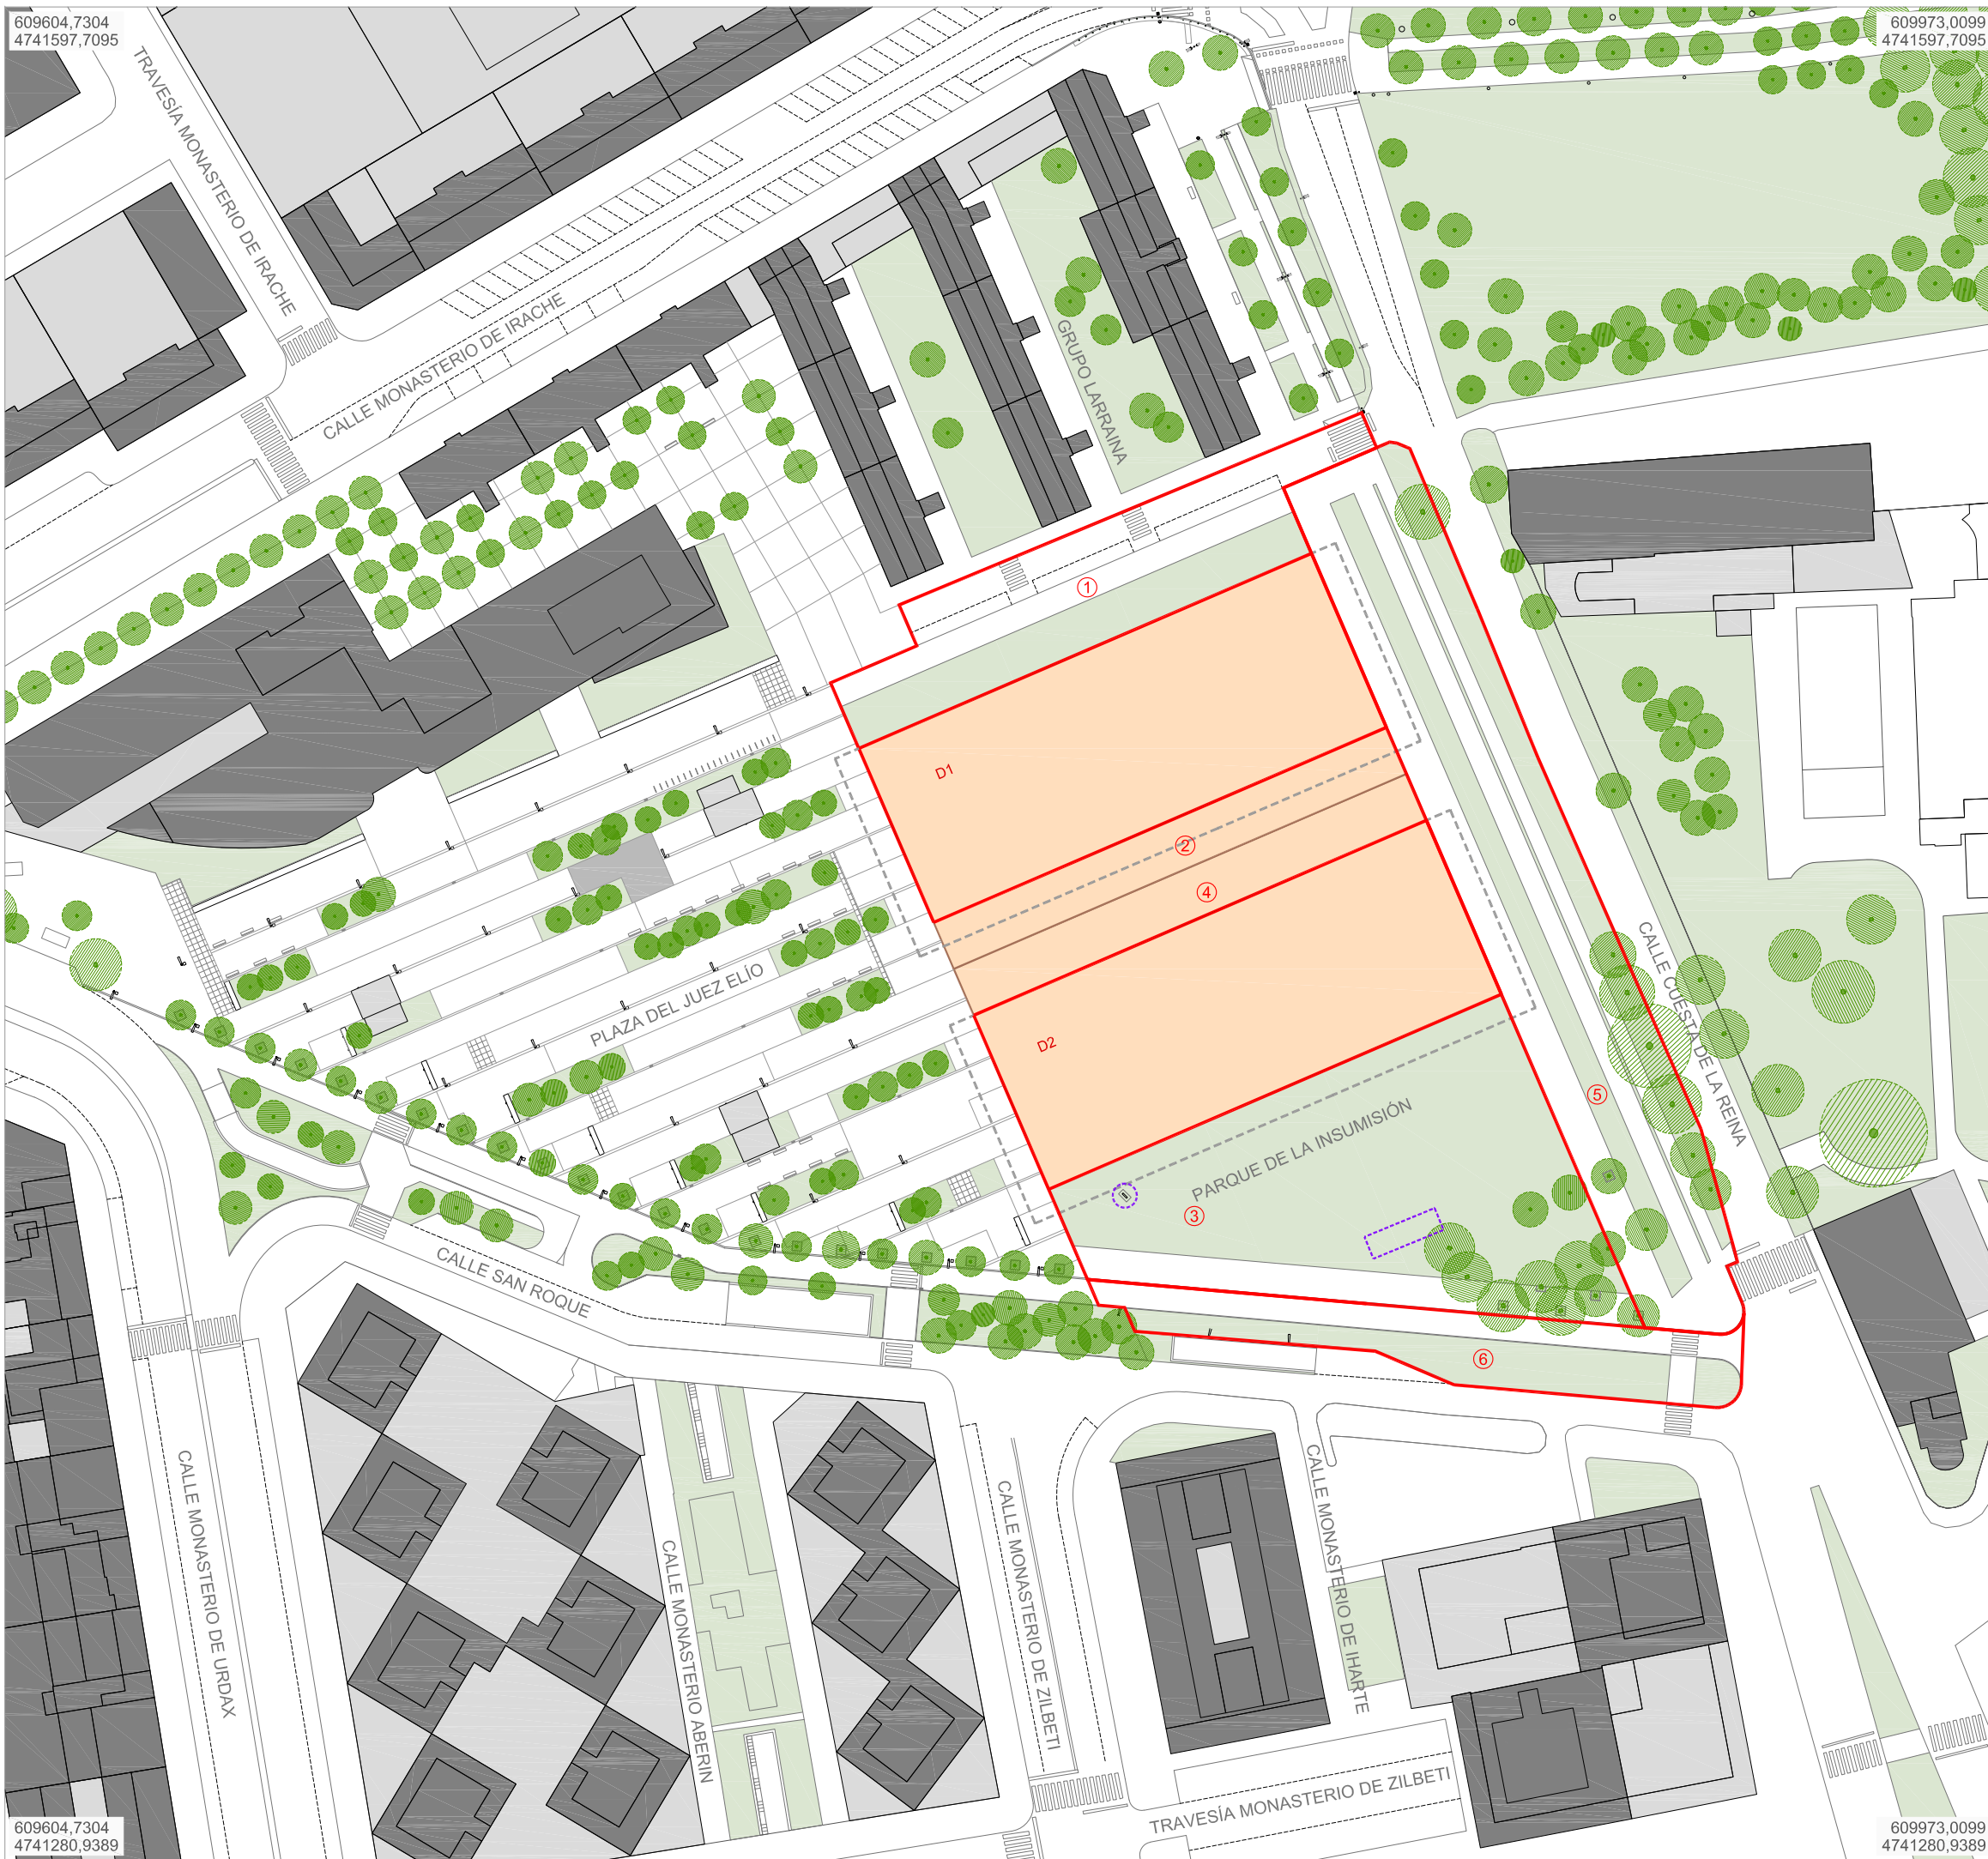 609604,7304
4741597,7095
609973,0099
4741597,7095
TRAVESÍA MONASTERIO DE IRACHE
CALLE MONASTERIO DE IRACHE
GRUPO LARRAINA
①
D1
②
④
PLAZA DEL JUEZ ELÍO
D2
CALLE CUESTA DE LA REINA
⑤
PARQUE DE LA INSUMISIÓN
③
CALLE SAN ROQUE
⑥
CALLE MONASTERIO DE URDAX
CALLE MONASTERIO ABERIN
CALLE MONASTERIO DE ZILBETI
CALLE MONASTERIO DE IHARTE
TRAVESÍA MONASTERIO DE ZILBETI
609604,7304
4741280,9389
609973,0099
4741280,9389